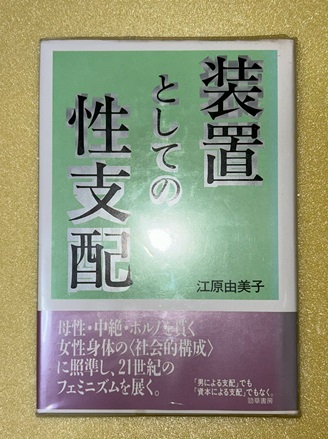 装置
としての
性支配
江原由美子
母性・中絶・ポルノを貫く
女性身体の〈社会的構成〉
に照準し、21世紀の
フェミニズムを展く。
「男による支配」でも
「資本による支配」でもなく。
勁草書房